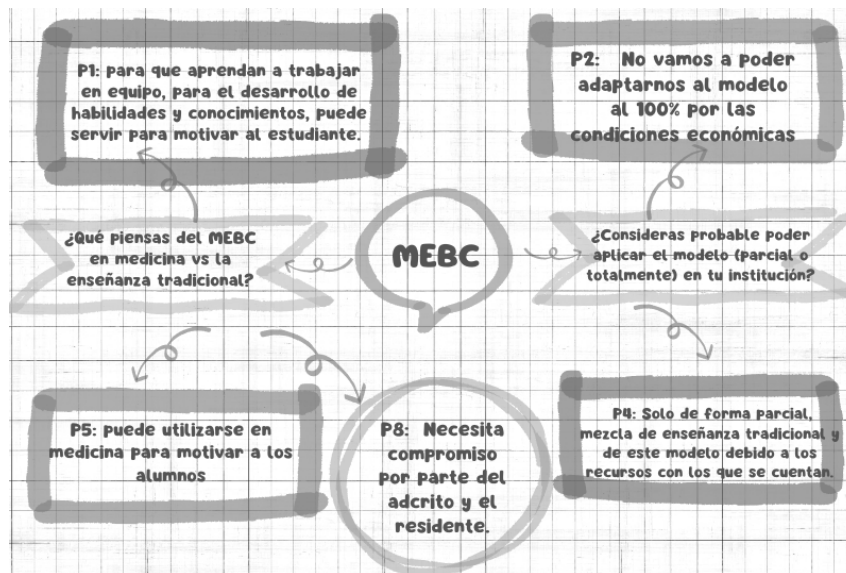 P1: para que aprendan a trabajar
en equipo, para el desarrollo de
habilidades y conocimientos, puede
servir para motivar al estudiante.
P2: No vamos a poder
adaptarnos al modelo
al 100% por las
condiciones económicas
¿Qué piensas del MEBC
en medicina vs la
enseñanza tradicional?
MEBC
¿Consideras probable poder
aplicar el modelo (parcial o
totalmente) en tu institución?
P5: puede utilizarse en
medicina para motivar a los
alumnos
P8: Necesita
compromiso
por parte del
adcrito y el
residente.
P4: Solo de forma parcial,
mezcla de enseñanza tradicional y
de este modelo debido a los
recursos con los que se cuentan.